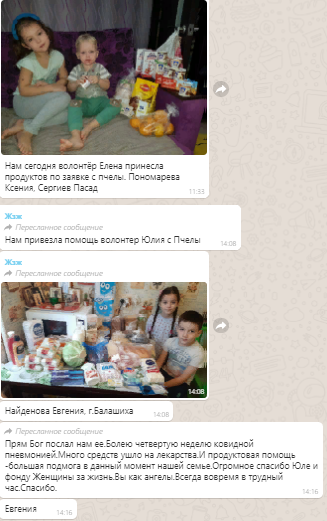 Нам сегодня волонтёр Елена принесла
продуктов по заявке с пчелы. Пономарева
Ксения, Сергиев Пасад
11:55
Жзж
Пересланное сообщение
Нам привезла помощь волонтер Юлия с Пчелы
14:08
Жзж
Пересланное сообщение
14:08
Найденова Евгения, г.Балашиха
14:08
Пересланное сообщение
Прям Бог послал нам ее.Болею четвертую неделю ковидной
пневмонией.Много средств ушло на лекарства.И продуктовая помощь
-большая подмога в данный момент нашей семье.Огромное спасибо Юле и
фонду Женщины за жизнь.Вы как ангелы.Всегда вовремя в трудный
час.Спасибо.
14:16
Евгения
14:16